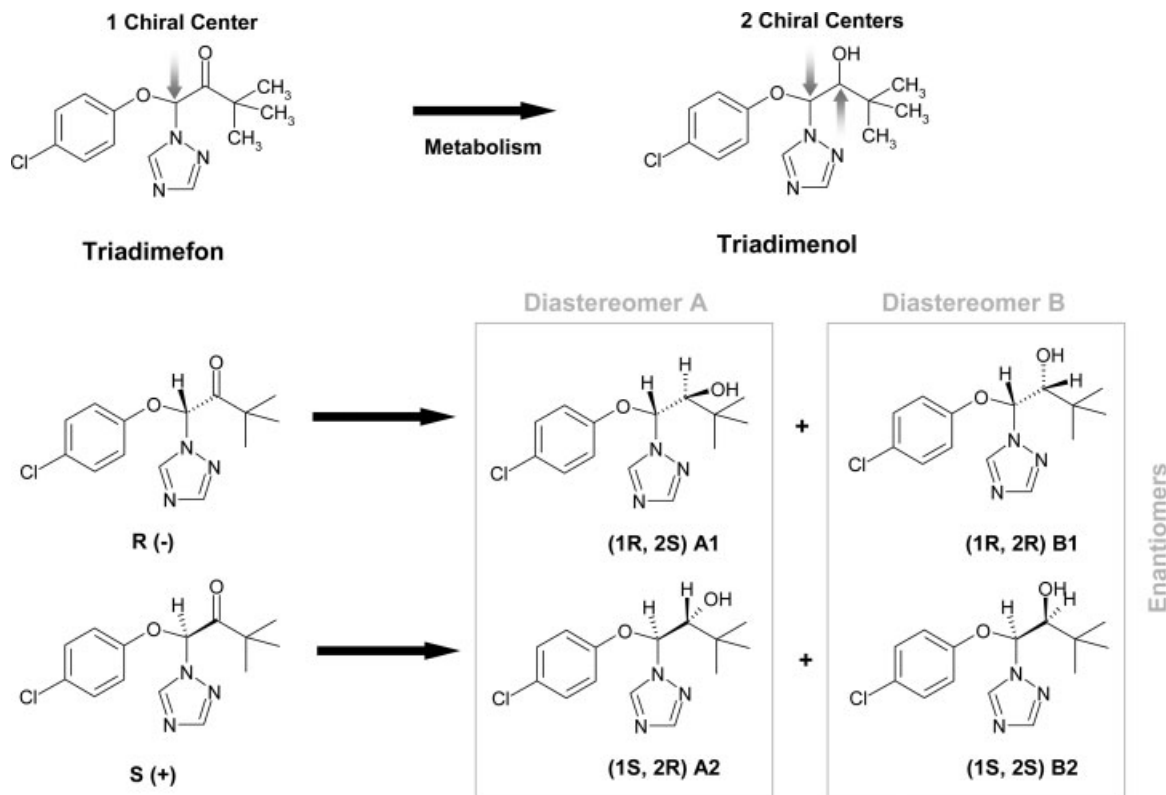 1 Chiral Center
2 Chiral Centers
O
OH
O
CH3
CH3
CH3
Cl
N
N
N
Metabolism
O
CH3
CH3
CH3
Cl
N
N
N
Triadimefon
Triadimenol
Diastereomer A
Diastereomer B
H
O
O
Cl
N
N
N
R (-)
H
H
OH
O
Cl
N
N
N
(1R, 2S) A1
+
OH
H
H
O
Cl
N
N
N
(1R, 2R) B1
Enantiomers
H
O
O
Cl
N
N
N
S (+)
H
H
OH
O
Cl
N
N
N
(1S, 2R) A2
+
OH
H
H
O
Cl
N
N
N
(1S, 2S) B2